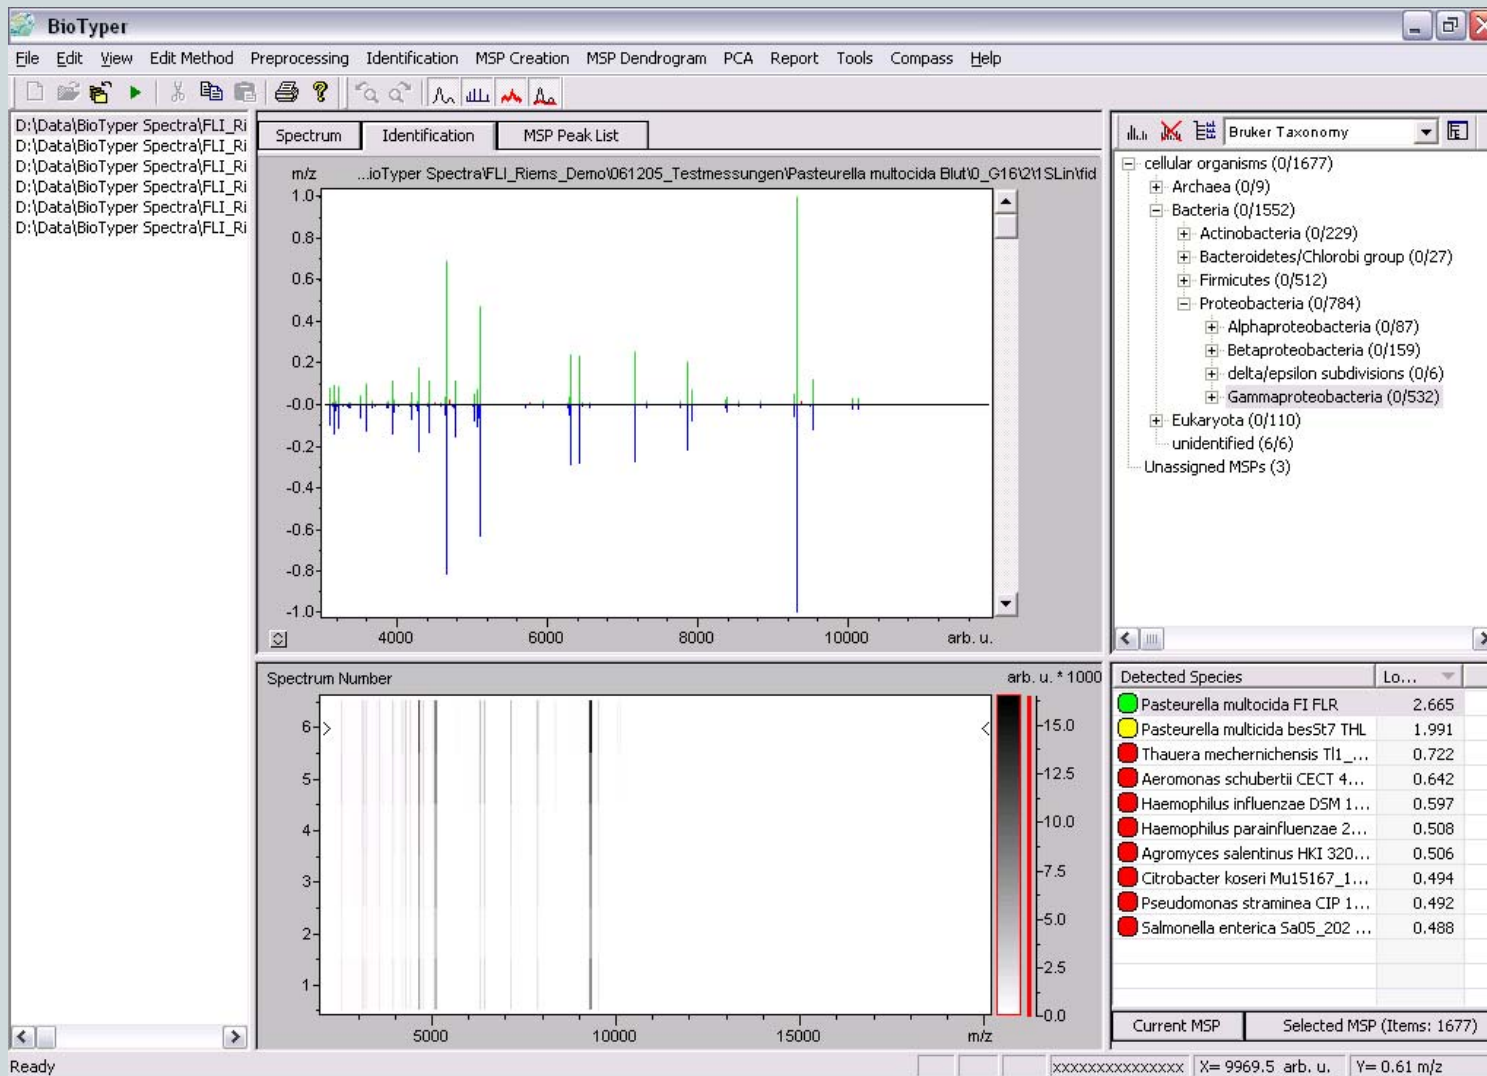 BioTyper
File Edit View Edit Method Preprocessing Identification MSP Creation MSP Dendrogram PCA Report Tools Compass Help
D:\Data\BioTyper Spectra\FLI_Ri
D:\Data\BioTyper Spectra\FLI_Ri
D:\Data\BioTyper Spectra\FLI_Ri
D:\Data\BioTyper Spectra\FLI_Ri
D:\Data\BioTyper Spectra\FLI_Ri
D:\Data\BioTyper Spectra\FLI_Ri
Spectrum Identification MSP Peak List
m/z ...ioTyper Spectra\FLI_Riems_Demo\061205_Testmessungen\Pasteurella multocida Blut\0_G16\2\1SLin\fid
1.0
0.8
0.6
0.4
0.2
-0.0
-0.2
-0.4
-0.6
-0.8
-1.0
4000 6000 8000 10000 arb. u.
Spectrum Number arb. u. * 1000
6
5
4
3
2
1
15.0
12.5
10.0
7.5
5.0
2.5
0.0
5000 10000 15000 m/z
Bruker Taxonomy
cellular organisms (0/1677)
Archaea (0/9)
Bacteria (0/1552)
Actinobacteria (0/229)
Bacteroidetes/Chlorobi group (0/27)
Firmicutes (0/512)
Proteobacteria (0/784)
Alphaproteobacteria (0/87)
Betaproteobacteria (0/159)
delta/epsilon subdivisions (0/6)
Gammaproteobacteria (0/532)
Eukaryota (0/110)
unidentified (6/6)
Unassigned MSPs (3)
Detected Species Lo...
Pasteurella multocida FI FLR 2.665
Pasteurella multicida besSt7 THL 1.991
Thauera mechernichensis Tl1_... 0.722
Aeromonas schubertii CECT 4... 0.642
Haemophilus influenzae DSM 1... 0.597
Haemophilus parainfluenzae 2... 0.508
Agromyces salentinus HKI 320... 0.506
Citrobacter koseri Mu15167_1... 0.494
Pseudomonas straminea CIP 1... 0.492
Salmonella enterica Sa05_202 ... 0.488
Current MSP Selected MSP (Items: 1677)
Ready xxxxxxxxxxxxxxx X= 9969.5 arb. u. Y= 0.61 m/z